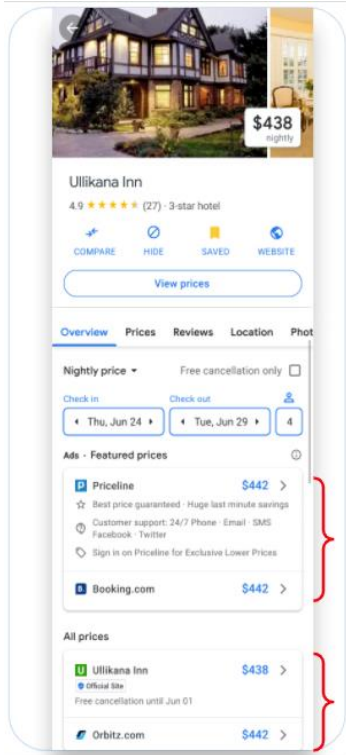 $438
nightly
Ullikana Inn
4.9 ★★★★★ (27) · 3-star hotel
COMPARE HIDE SAVED WEBSITE
View prices
Overview Prices Reviews Location Phot
Nightly price Free cancellation only
Check in Check out
Thu, Jun 24 Tue, Jun 29 4
Ads · Featured prices
Priceline $442
Best price guaranteed · Huge last minute savings
Customer support: 24/7 Phone · Email · SMS
Facebook · Twitter
Sign in on Priceline for Exclusive Lower Prices
B. Booking.com $442
All prices
U Ullikana Inn $438
Official Site
Free cancellation until Jun 01
Orbitz.com $442